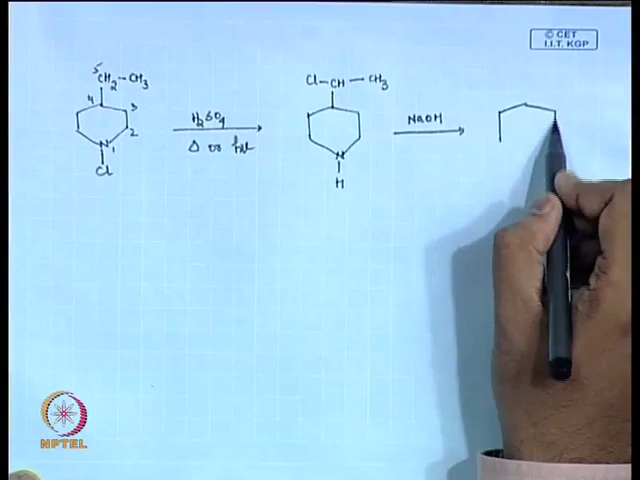 © CET
I.I.T. KGP
5
CH2-CH3
4
3
2
N 1
Cl
H2SO4
Δ or hν
Cl-CH-CH3
N
H
NaOH
NPTEL